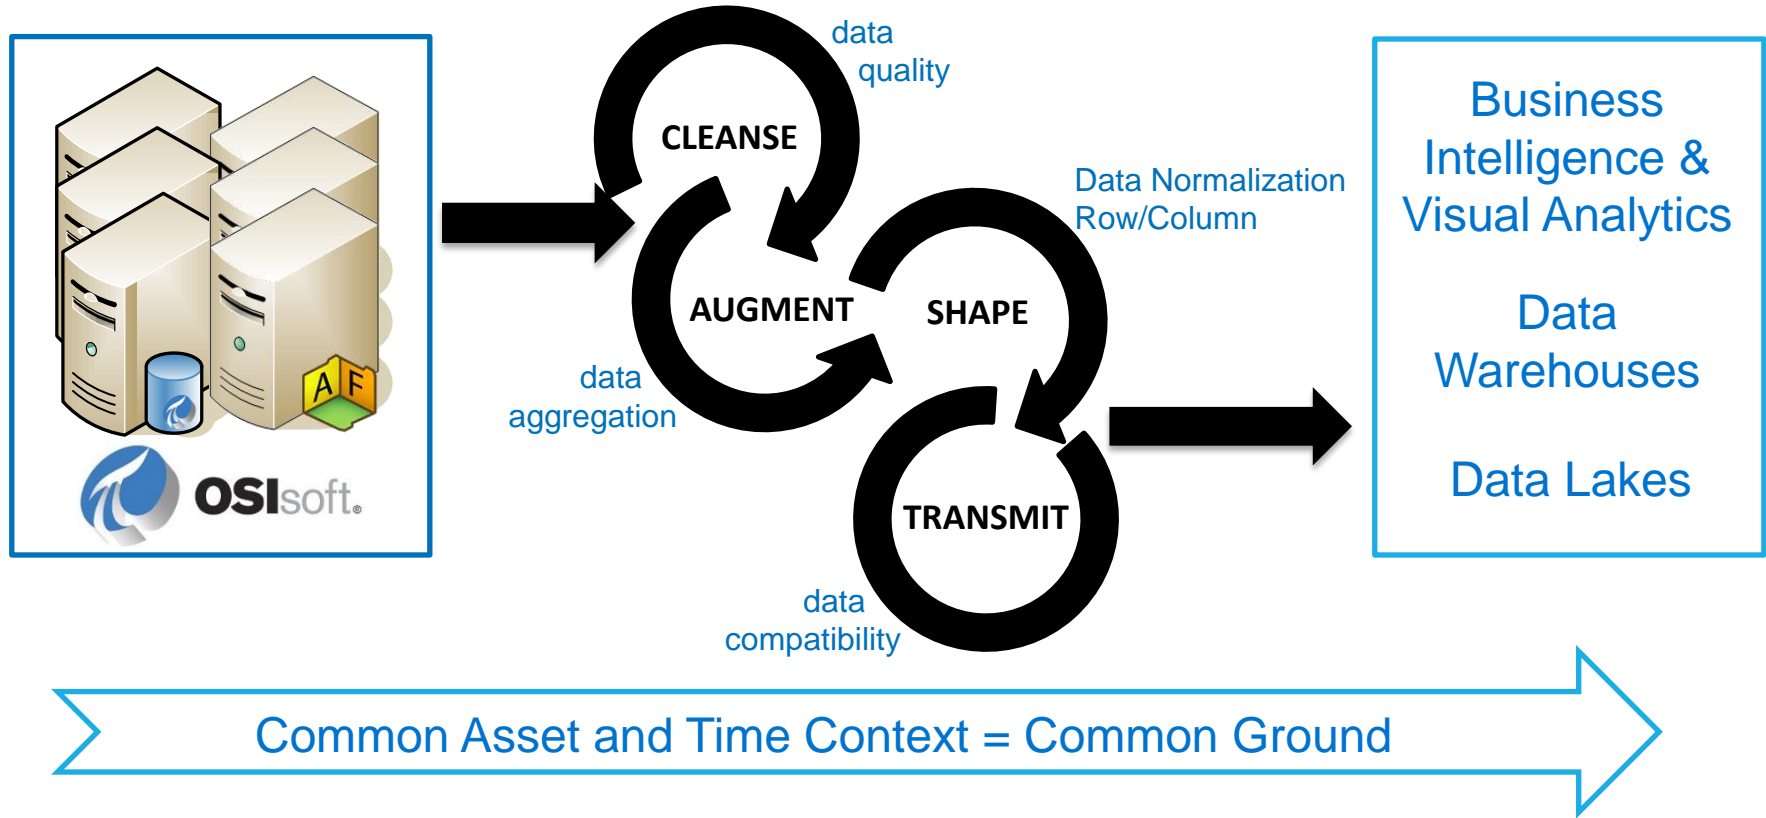 A F
OSIsoft®
data
quality
CLEANSE
AUGMENT
data
aggregation
SHAPE
Data Normalization
Row/Column
TRANSMIT
data
compatibility
Business
Intelligence &
Visual Analytics
Data
Warehouses
Data Lakes
Common Asset and Time Context = Common Ground